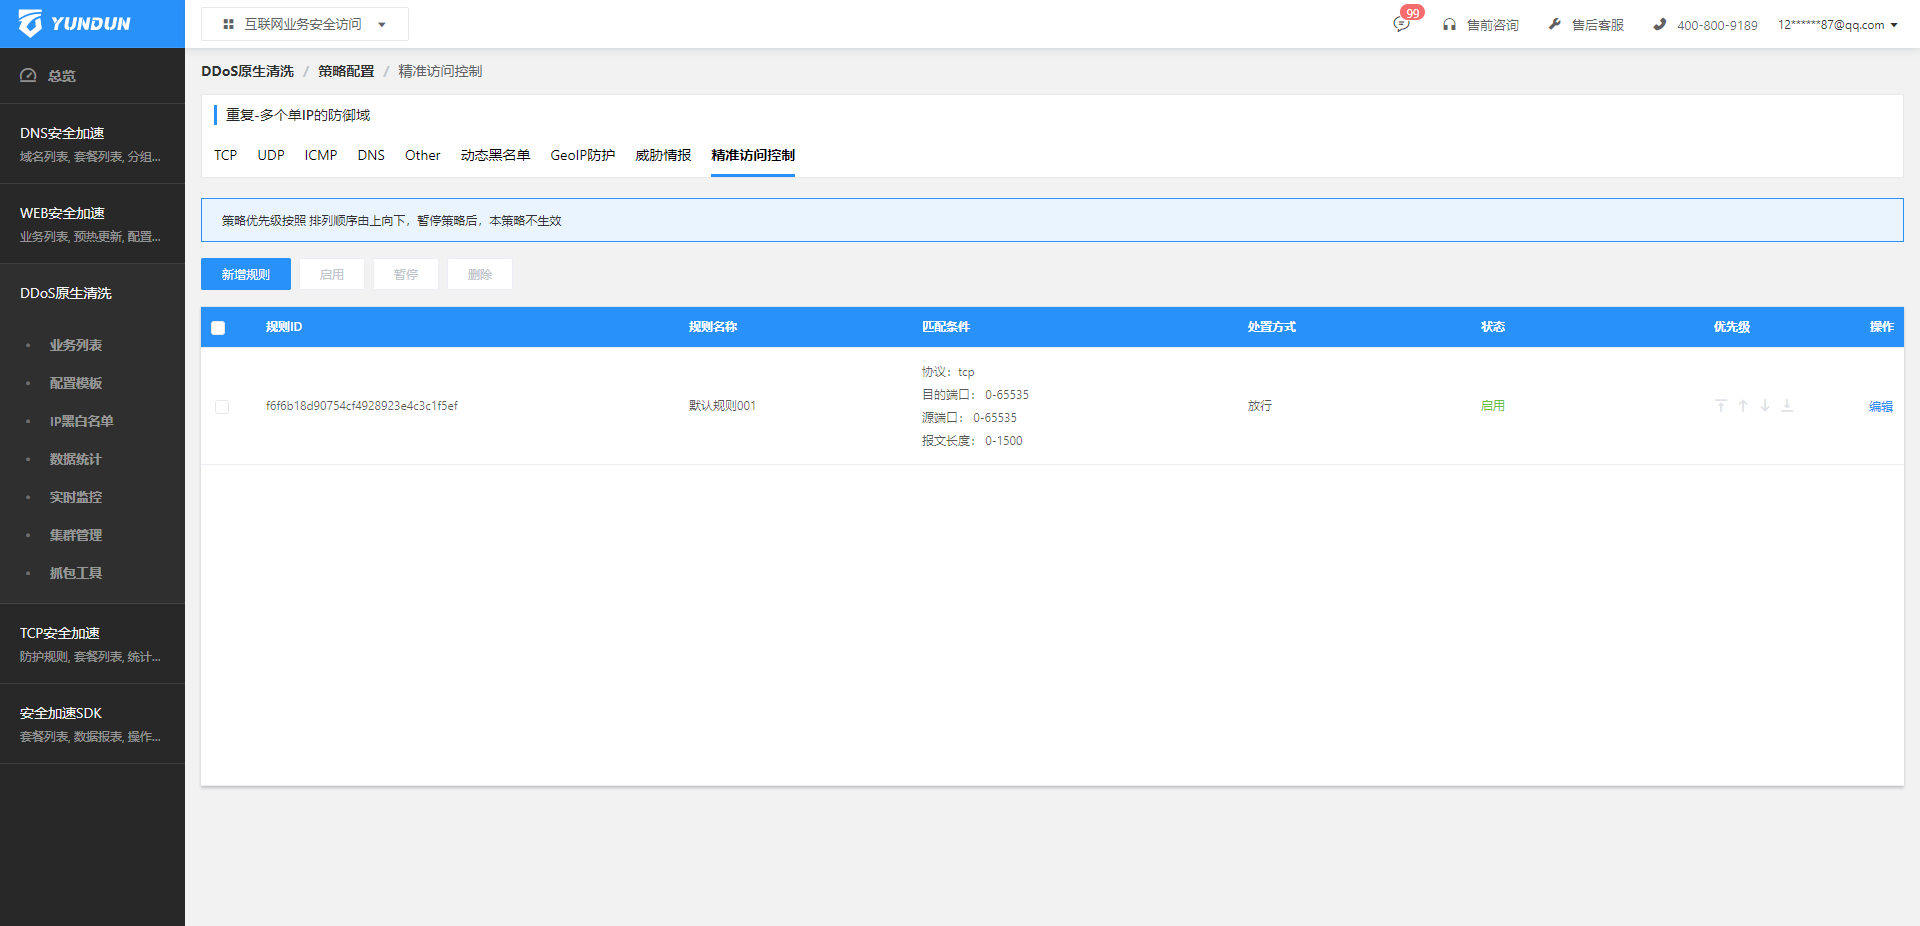 YUNDUN
互联网业务安全访问
99
售前咨询
售后客服
400-800-9189
12******87@qq.com
总览
DNS安全加速
域名列表, 套餐列表, 分组...
WEB安全加速
业务列表, 预热更新, 配置...
DDoS原生清洗
业务列表
配置模板
IP黑白名单
数据统计
实时监控
集群管理
抓包工具
TCP安全加速
防护规则, 套餐列表, 统计...
安全加速SDK
套餐列表, 数据报表, 操作...
DDoS原生清洗 / 策略配置 / 精准访问控制
重复-多个单IP的防御域
TCP UDP ICMP DNS Other 动态黑名单 GeoIP防护 威胁情报 精准访问控制
策略优先级按照 排列顺序由上向下，暂停策略后，本策略不生效
新增规则 启用 暂停 删除
规则ID 规则名称 匹配条件 处置方式 状态 优先级 操作
f6f6b18d90754cf4928923e4c3c1f5ef 默认规则001
协议：tcp
目的端口： 0-65535
源端口： 0-65535
报文长度： 0-1500
放行 启用 编辑